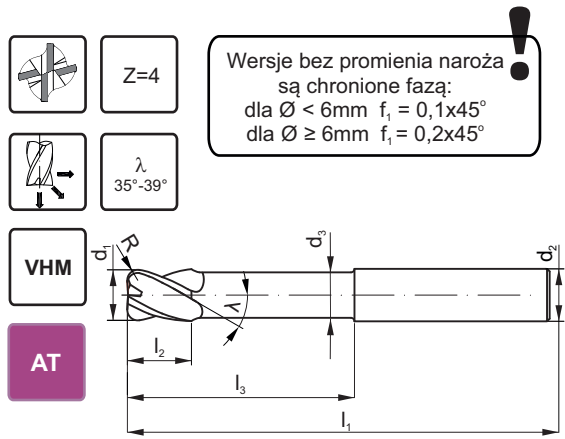 Z=4
Wersje bez promienia naroża
są chronione fazą:
dla Ø < 6mm f₁ = 0,1x45°
dla Ø ≥ 6mm f₁ = 0,2x45°
!
λ
35°-39°
VHM
AT
d₁
R
d₃
d₂
λ
l₂
l₃
l₁